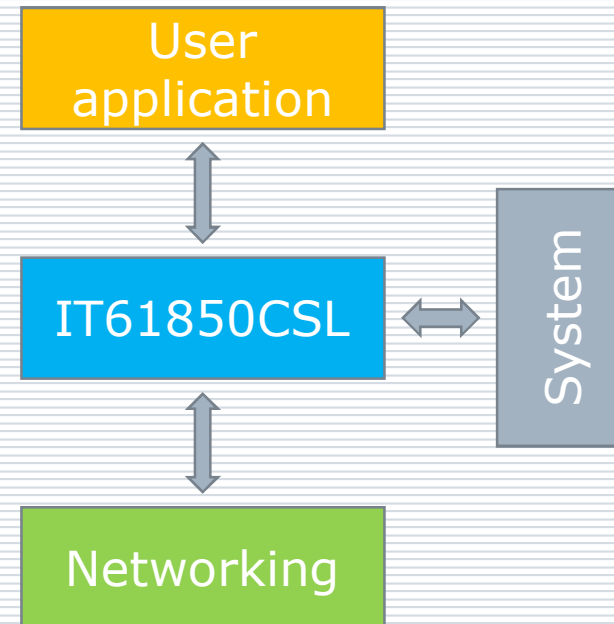 User
application
IT61850CSL
System
Networking